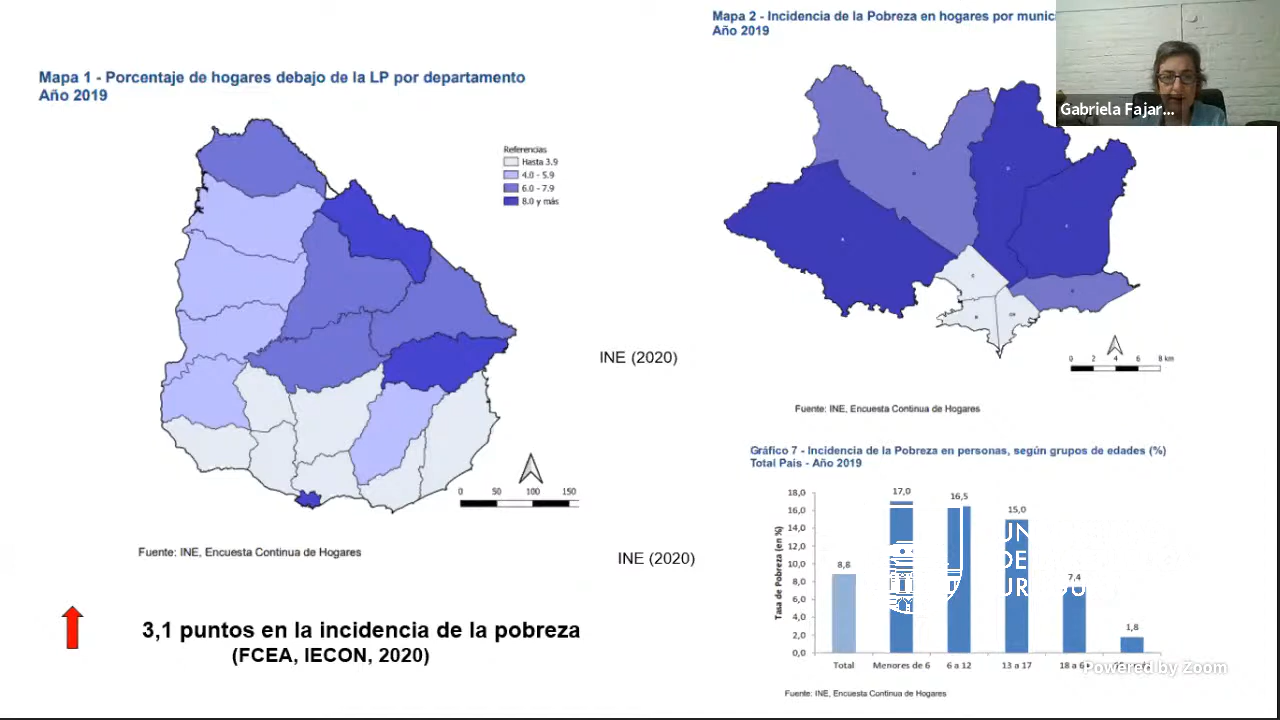 Mapa 1 - Porcentaje de hogares debajo de la LP por departamento
Año 2019
Referencias
Hasta 3.9
4.0 - 5.9
6.0 - 7.9
8.0 y más
0 50 100 150
Fuente: INE, Encuesta Continua de Hogares
3,1 puntos en la incidencia de la pobreza
(FCEA, IECON, 2020)
INE (2020)
INE (2020)
Mapa 2 - Incidencia de la Pobreza en hogares por
Año 2019
Gabriela Fajar...
0 2 4 6 8 km
Fuente: INE, Encuesta Continua de Hogares
Gráfico 7 - Incidencia de la Pobreza en personas, según grupos de edades (%)
Total País - Año 2019
Tasa de Pobreza (en %)
18,0
16,0
14,0
12,0
10,0
8,0
6,0
4,0
2,0
0,0
8,8
17,0
16,5
15,0
7,4
1,8
Total Menores de 6 6 a 12 13 a 17 18 a
DE
Powered by Zoom
Fuente: INE, Encuesta Continua de Hogares